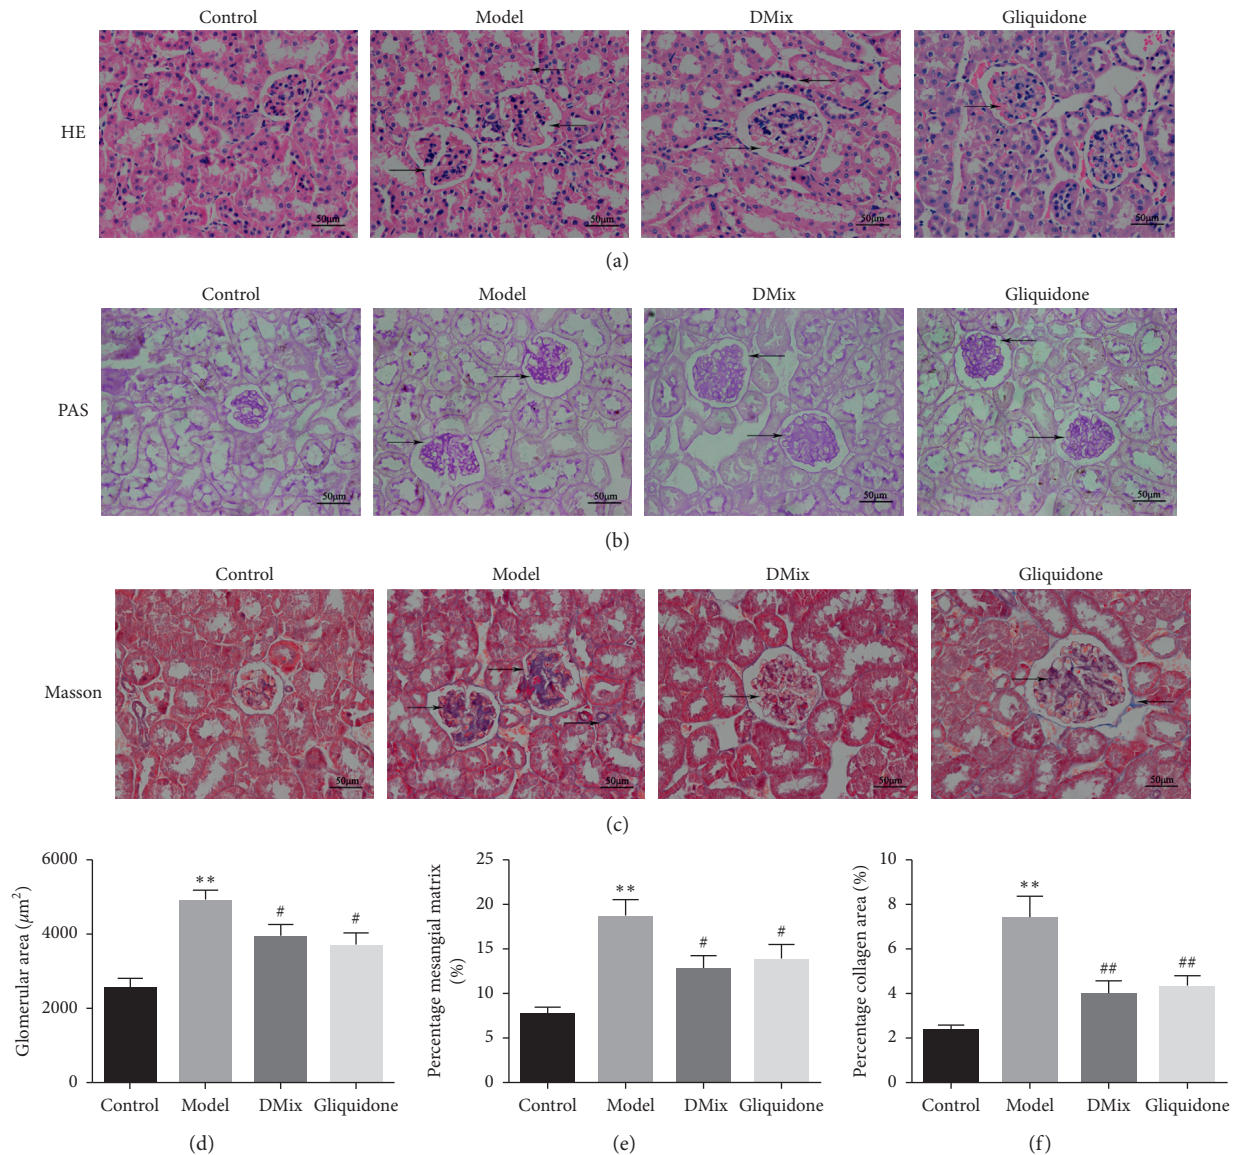 Control Model DMix Gliquidone
HE
50μm 50μm 50μm 50μm
(a)
Control Model DMix Gliquidone
PAS
50μm 50μm 50μm 50μm
(b)
Control Model DMix Gliquidone
Masson
50μm 50μm 50μm 50μm
(c)
Glomerular area (μm²)
6000
4000
2000
0
** # #
Control Model DMix Gliquidone
(d)
Percentage mesangial matrix
(%)
25
20
15
10
5
0
** # #
Control Model DMix Gliquidone
(e)
Percentage collagen area (%)
10
8
6
4
2
0
** ## ##
Control Model DMix Gliquidone
(f)